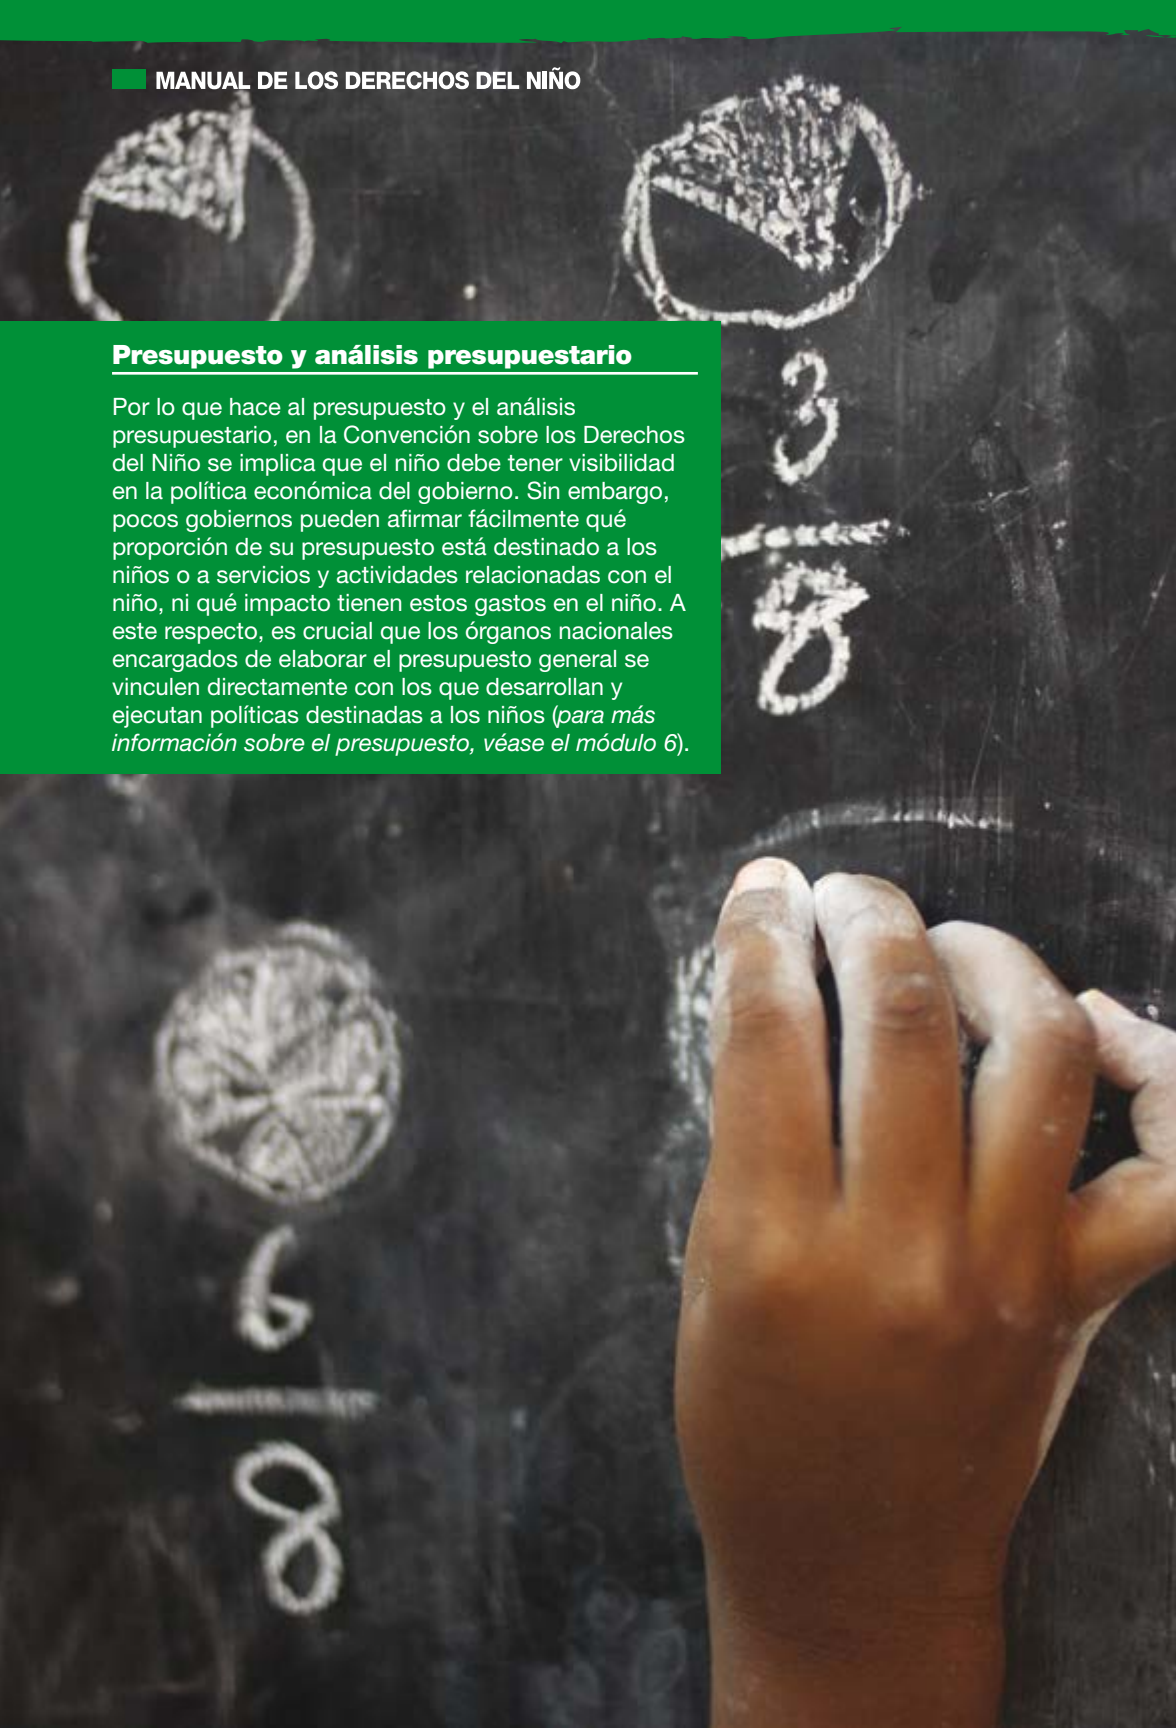 MANUAL DE LOS DERECHOS DEL NIÑO
Presupuesto y análisis presupuestario
Por lo que hace al presupuesto y el análisis
presupuestario, en la Convención sobre los Derechos
del Niño se implica que el niño debe tener visibilidad
en la política económica del gobierno. Sin embargo,
pocos gobiernos pueden afirmar fácilmente qué
proporción de su presupuesto está destinado a los
niños o a servicios y actividades relacionadas con el
niño, ni qué impacto tienen estos gastos en el niño. A
este respecto, es crucial que los órganos nacionales
encargados de elaborar el presupuesto general se
vinculen directamente con los que desarrollan y
ejecutan políticas destinadas a los niños (para más
información sobre el presupuesto, véase el módulo 6).
3
8
6
8